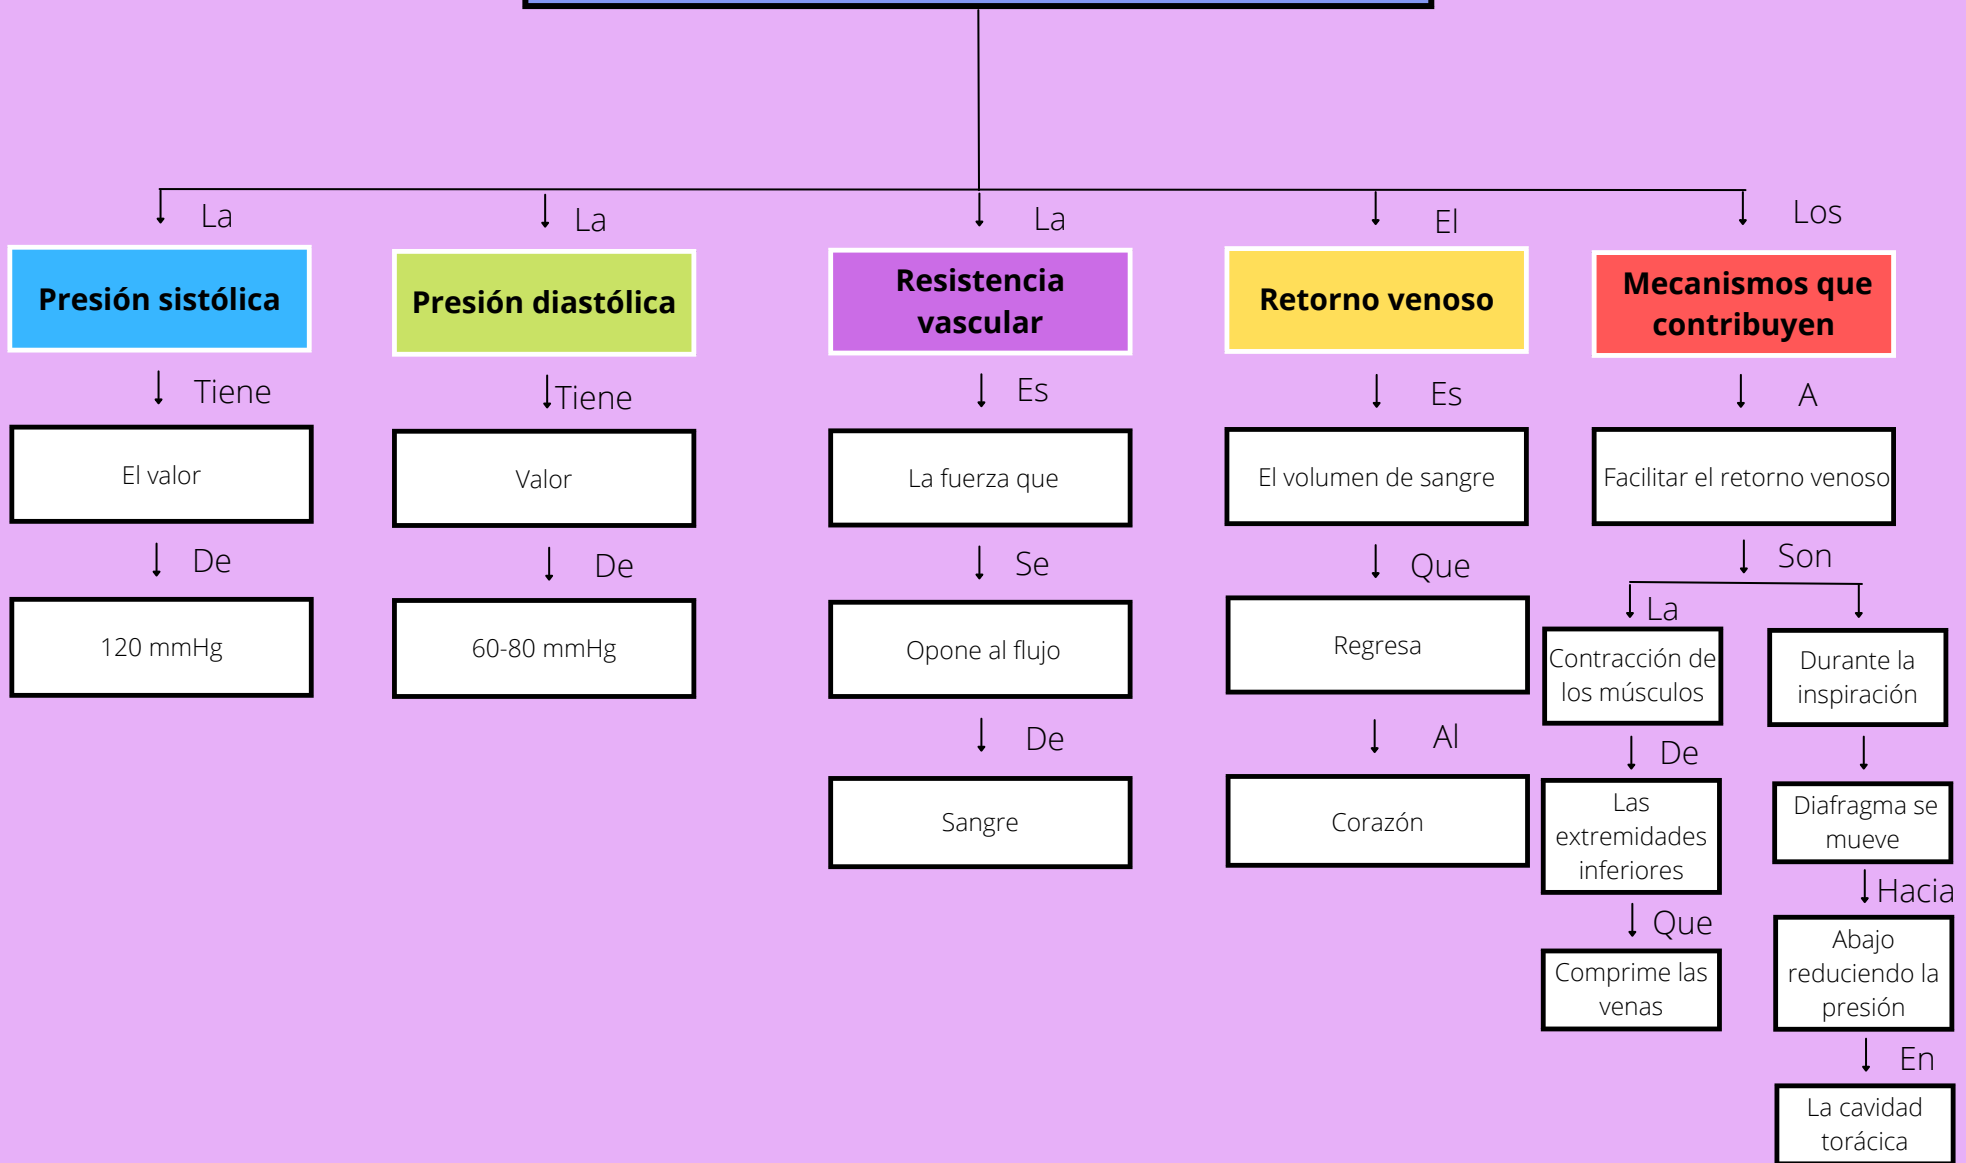 La
Presión sistólica
Tiene
El valor
De
120 mmHg
La
Presión diastólica
Tiene
Valor
De
60-80 mmHg
La
Resistencia
vascular
Es
La fuerza que
Se
Opone al flujo
De
Sangre
El
Retorno venoso
Es
El volumen de sangre
Que
Regresa
Al
Corazón
Los
Mecanismos que
contribuyen
A
Facilitar el retorno venoso
Son
La
Contracción de
los músculos
De
Las
extremidades
inferiores
Que
Comprime las
venas
Durante la
inspiración
Diafragma se
mueve
Hacia
Abajo
reduciendo la
presión
En
La cavidad
torácica